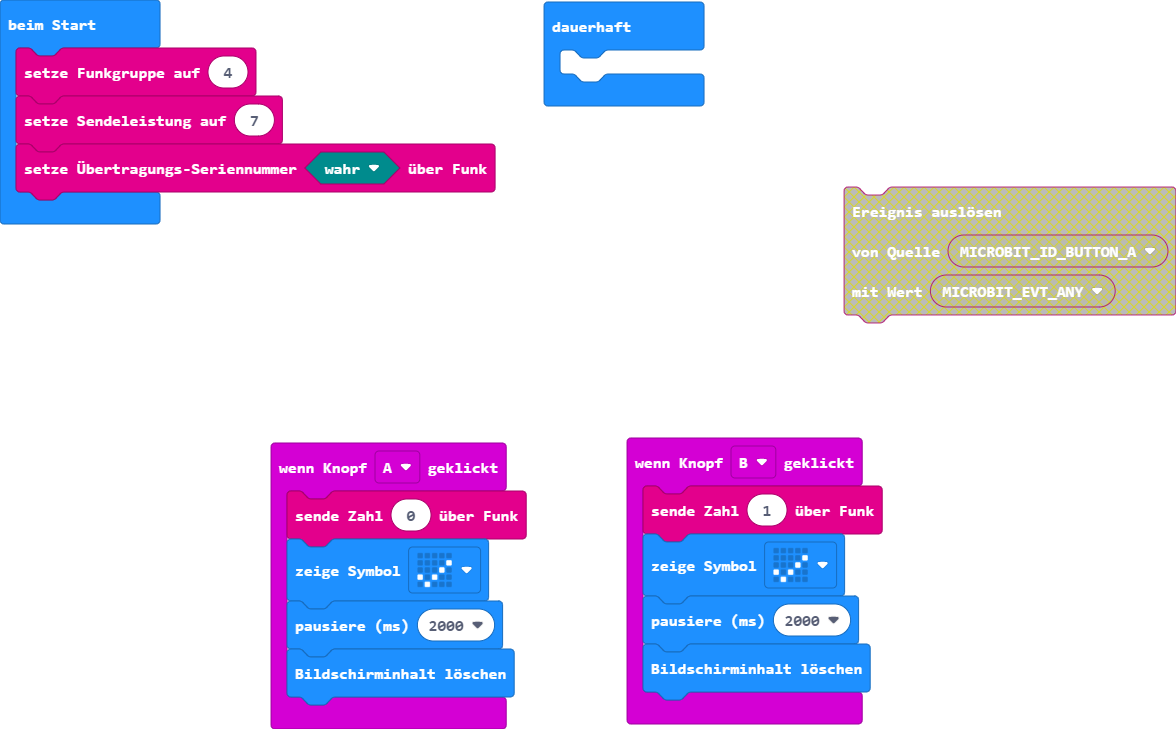 beim Start
setze Funkgruppe auf 4
setze Sendeleistung auf 7
setze Übertragungs-Seriennummer wahr über Funk
dauerhaft
Ereignis auslösen
von Quelle MICROBIT_ID_BUTTON_A
mit Wert MICROBIT_EVT_ANY
wenn Knopf A geklickt
sende Zahl 0 über Funk
zeige Symbol
pausiere (ms) 2000
Bildschirminhalt löschen
wenn Knopf B geklickt
sende Zahl 1 über Funk
zeige Symbol
pausiere (ms) 2000
Bildschirminhalt löschen